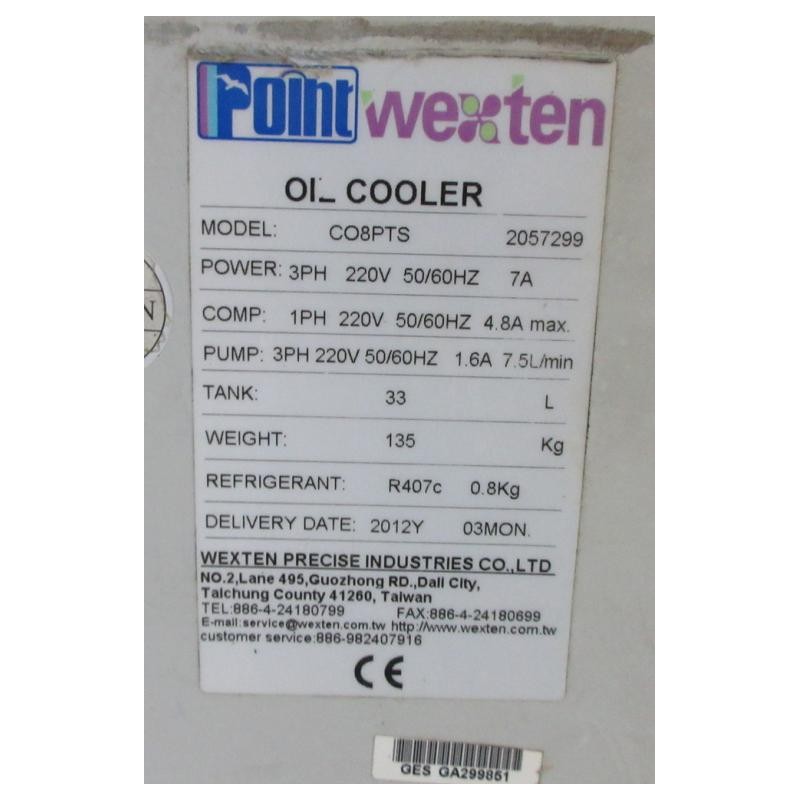 Point wexten
OIL COOLER
MODEL: CO8PTS 2057299
POWER: 3PH 220V 50/60HZ 7A
COMP: 1PH 220V 50/60HZ 4.8A max.
PUMP: 3PH 220V 50/60HZ 1.6A 7.5L/min
TANK: 33 L
WEIGHT: 135 Kg
REFRIGERANT: R407c 0.8Kg
DELIVERY DATE: 2012Y 03MON.
WEXTEN PRECISE INDUSTRIES CO.,LTD
NO.2,Lane 495,Guozhong RD.,Dali City,
Taichung County 41260, Taiwan
TEL:886-4-24180799 FAX:886-4-24180699
E-mail:service@wexten.com.tw http://www.wexten.com.tw
customer service:886-982407916
CE
GES GA299851
N